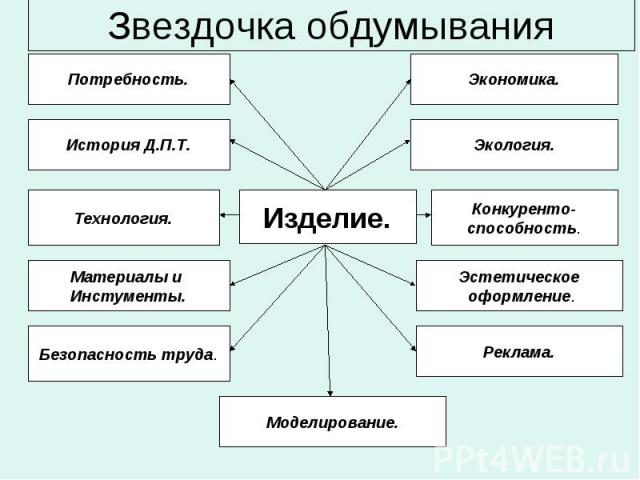 Звездочка обдумывания
Потребность.
Экономика.
История Д.П.Т.
Экология.
Технология.
Изделие.
Конкуренто-
способность.
Материалы и
Инстументы.
Эстетическое
оформление.
Безопасность труда.
Реклама.
Моделирование.
PPt4WEB.ru